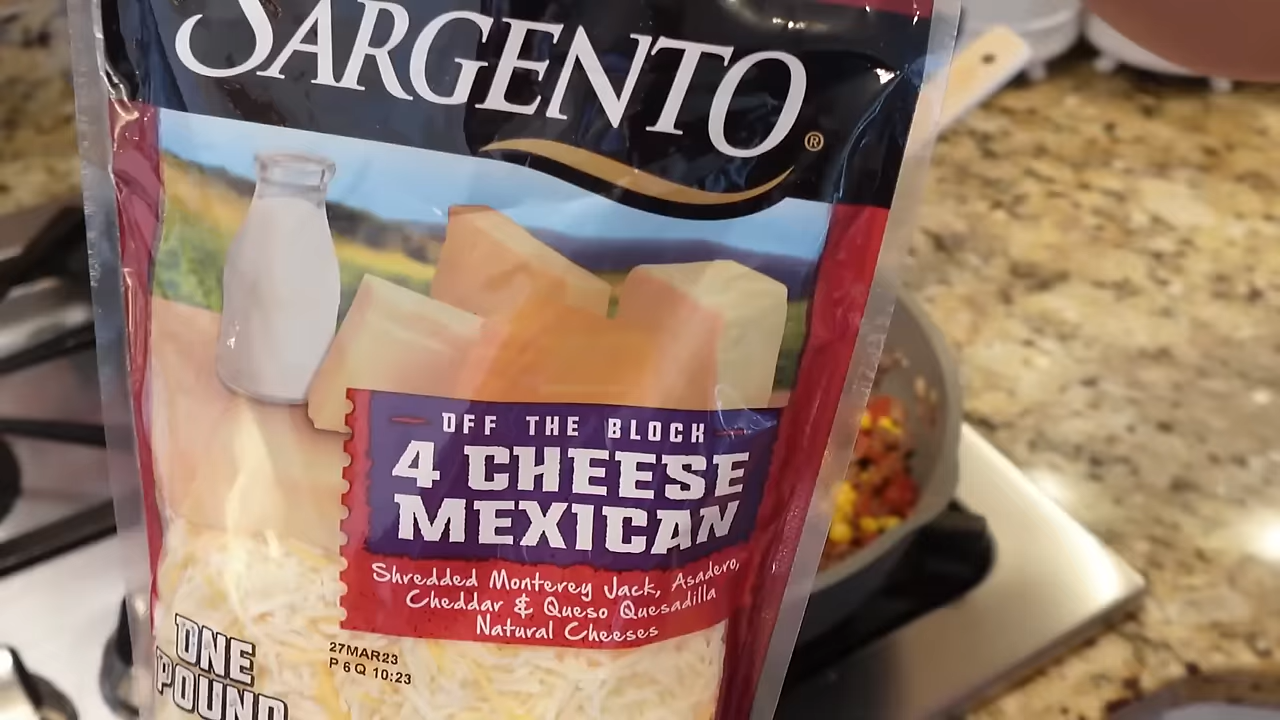 SARGENTO®
OFF THE BLOCK
4 CHEESE
MEXICAN
Shredded Monterey Jack, Asadero,
Cheddar & Queso Quesadilla
Natural Cheeses
ONE
POUND
27MAR23
P 6 Q 10:23